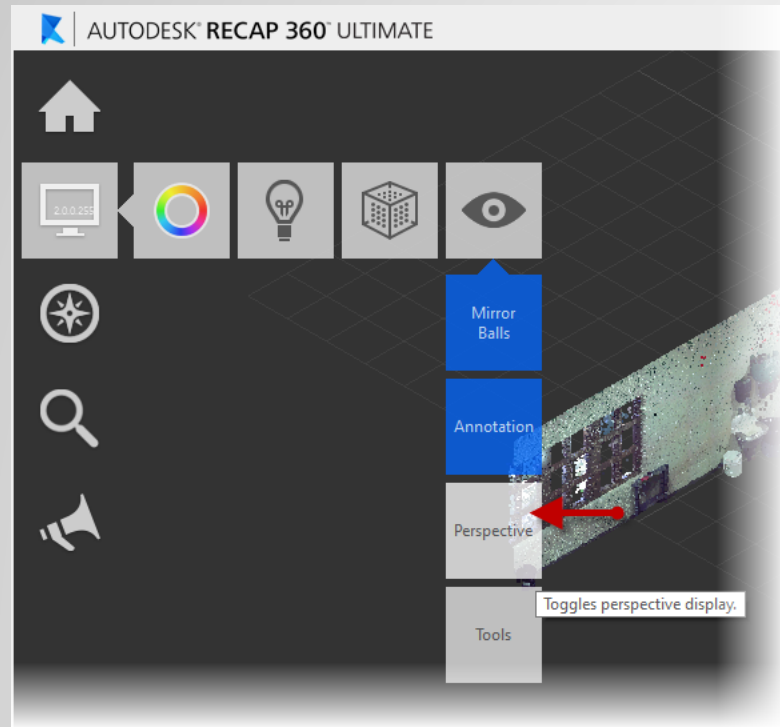 AUTODESK® RECAP 360™ ULTIMATE
2.0.0.255
Mirror
Balls
Annotation
Perspective
Toggles perspective display.
Tools